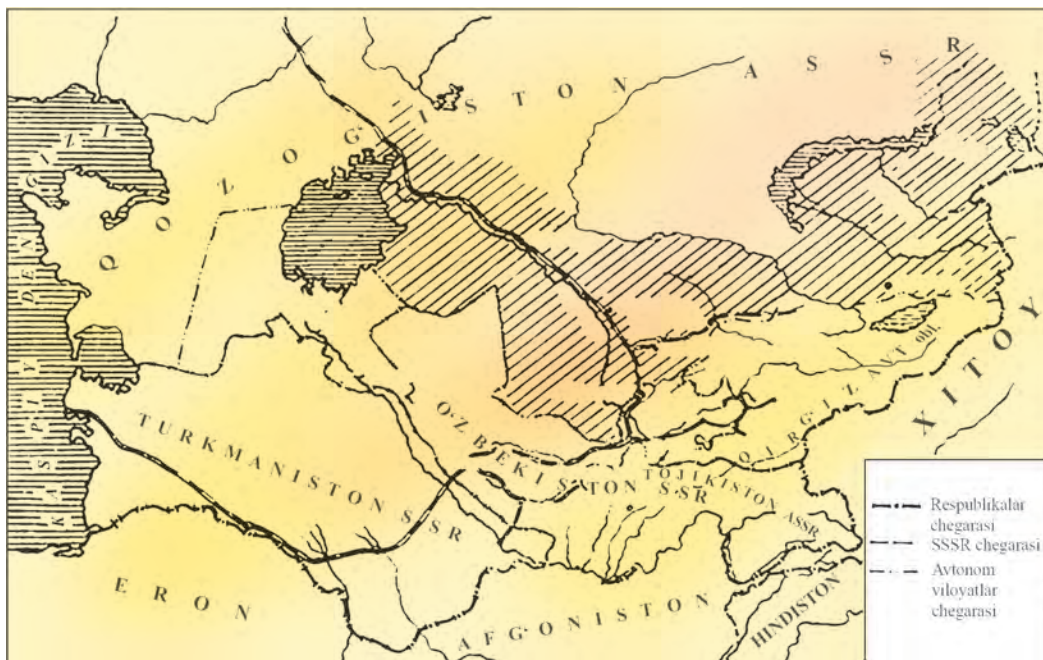 QOZOG‘ISTON ASSR
KASPIY DENGIZI
TURKMANISTON SSR
O‘ZBEKISTON SSR
TOJIKISTON ASSR
QIRG‘IZ AVT OBL.
XITOY
ERON
AFG‘ONISTON
HINDISTON
Respublikalar
chegarasi
SSSR chegarasi
Avtonom
viloyatlar
chegarasi